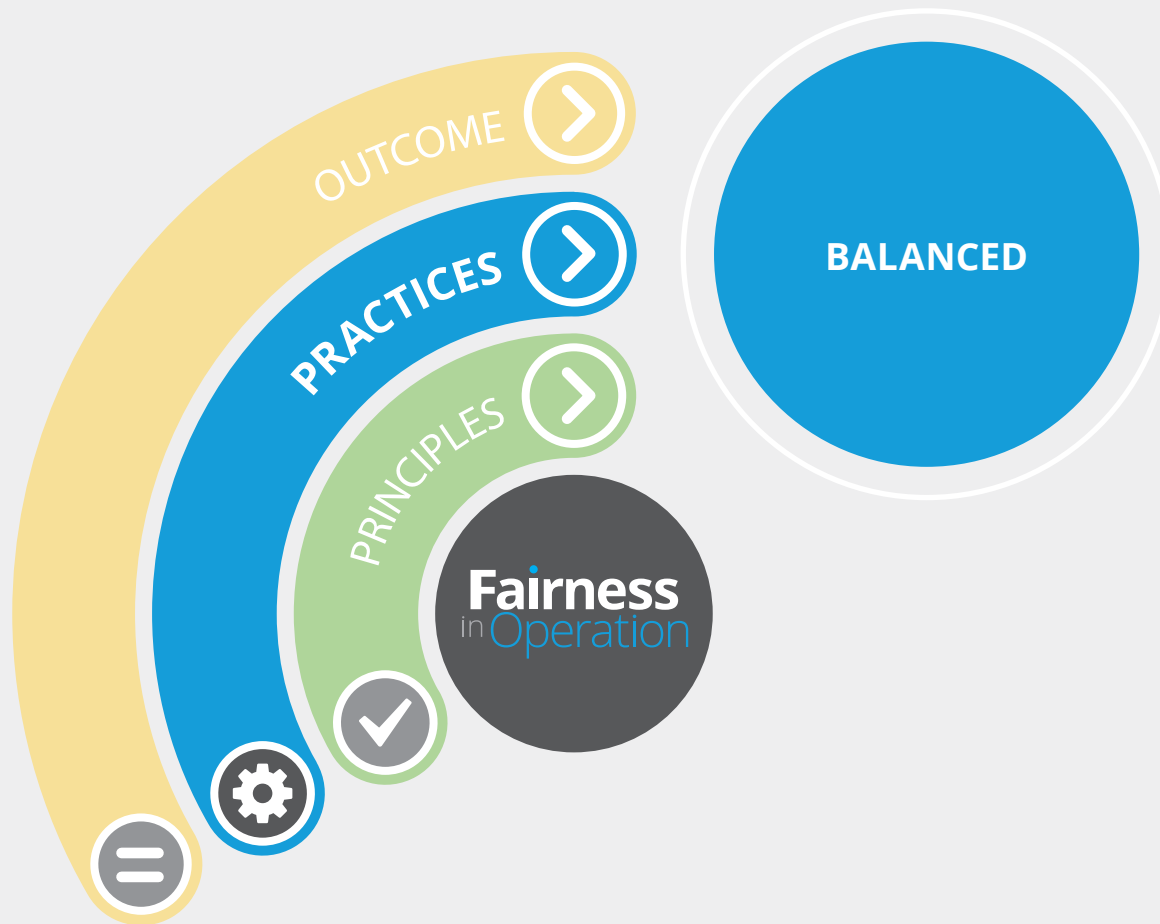 OUTCOME
PRACTICES
PRINCIPLES
Fairness
in Operation
BALANCED